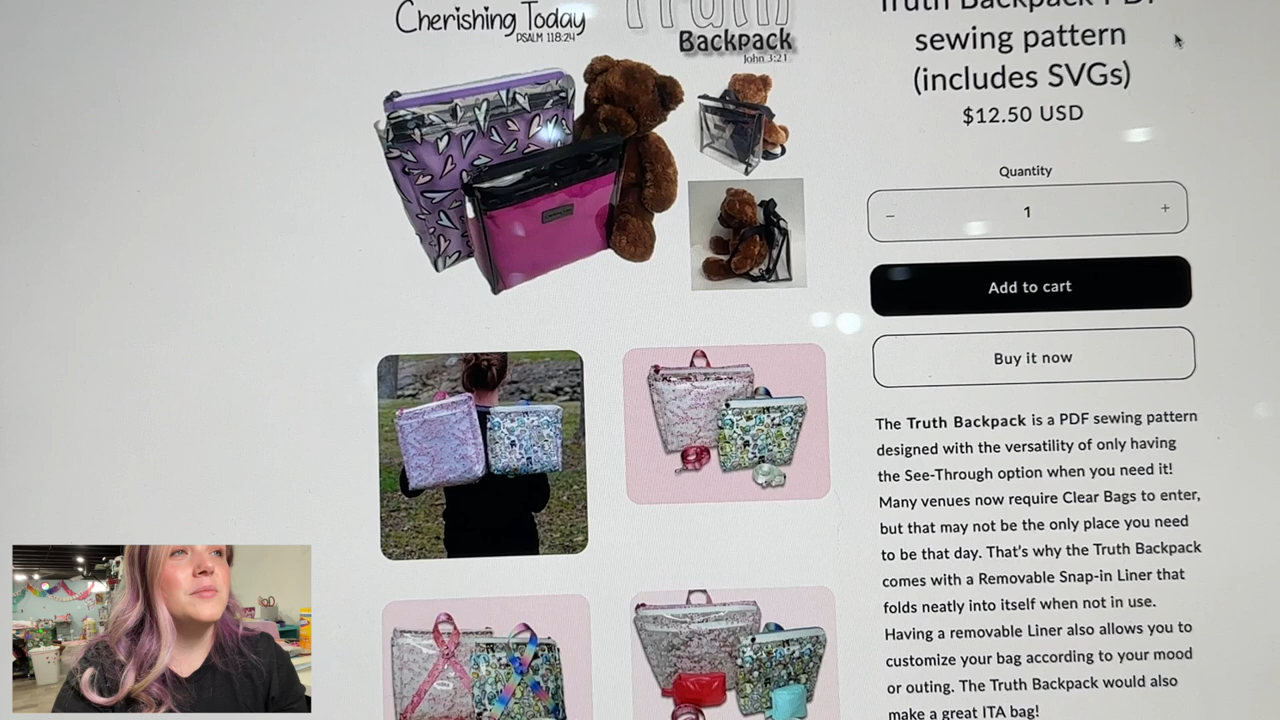 Cherishing Today
PSALM 118:24
Truth
Backpack
John 3:21
Truth Backpack PDF
sewing pattern
(includes SVGs)
$12.50 USD
Quantity
− 1 +
Add to cart
Buy it now
The Truth Backpack is a PDF sewing pattern
designed with the versatility of only having
the See-Through option when you need it!
Many venues now require Clear Bags to enter,
but that may not be the only place you need
to be that day. That's why the Truth Backpack
comes with a Removable Snap-in Liner that
folds neatly into itself when not in use.
Having a removable Liner also allows you to
customize your bag according to your mood
or outing. The Truth Backpack would also
make a great ITA bag!